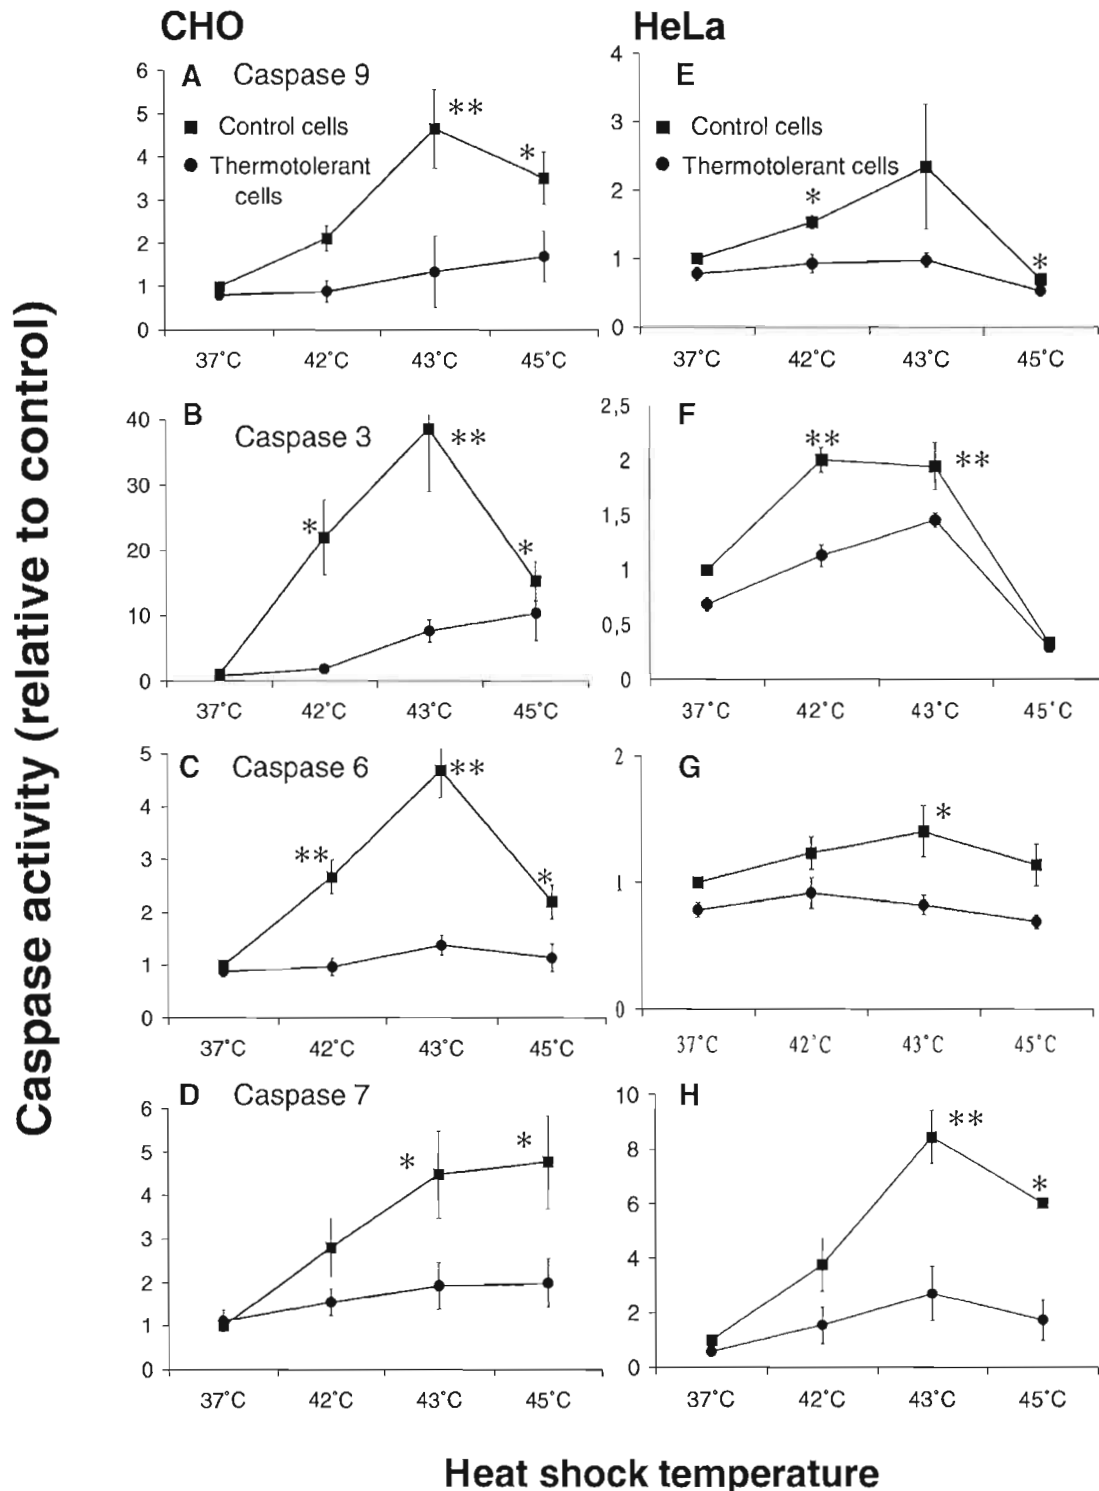 CHO HeLa
A Caspase 9
Control cells
Thermotolerant
cells
6
5
4
3
2
1
0
**
*
37°C 42°C 43°C 45°C
E
Control cells
Thermotolerant cells
4
2
1
0
*
*
37°C 42°C 43°C 45°C
B Caspase 3
40
30
20
10
0
*
**
*
37°C 42°C 43°C 45°C
F
2,5
2
1,5
1
0,5
0
**
**
37°C 42°C 43°C 45°C
C Caspase 6
5
4
3
2
1
0
**
**
*
37°C 42°C 43°C 45°C
G
2
1
0
*
37°C 42°C 43°C 45°C
D Caspase 7
6
5
4
3
2
1
0
*
*
37°C 42°C 43°C 45°C
H
10
8
6
4
2
0
**
*
37°C 42°C 43°C 45°C
Caspase activity (relative to control)
Heat shock temperature